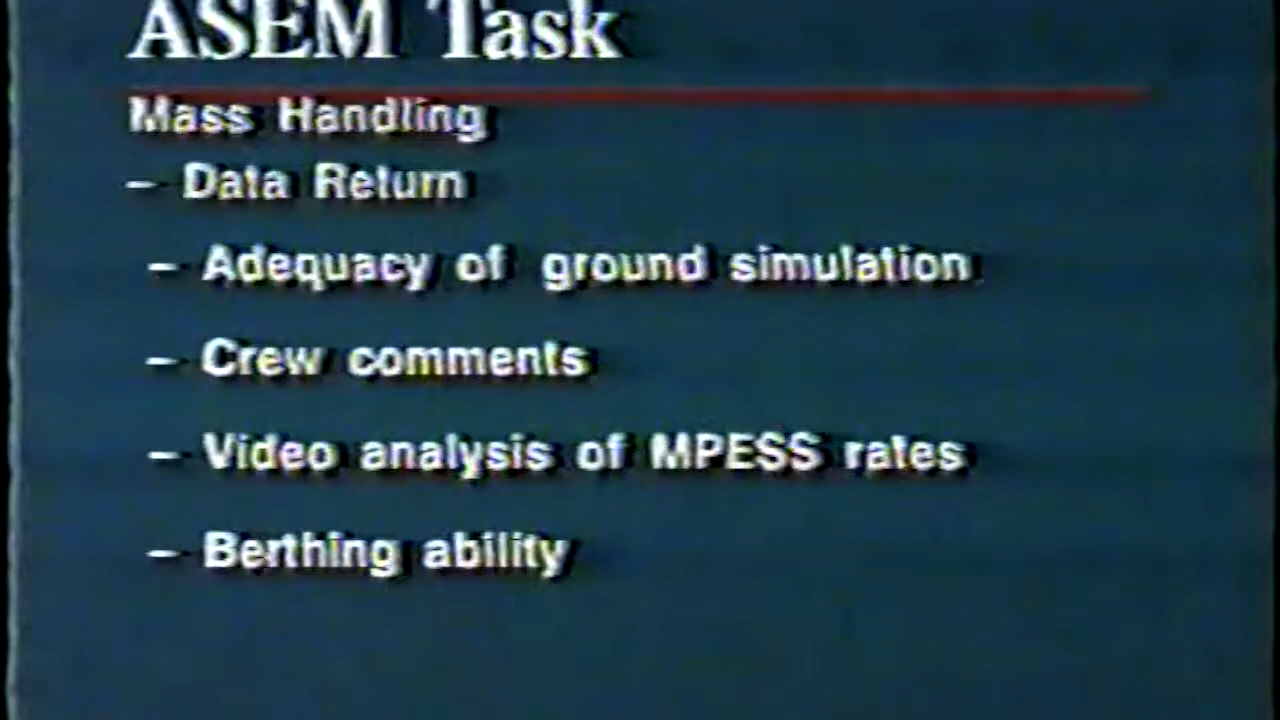 ASEM Task
Mass Handling
– Data Return
– Adequacy of ground simulation
– Crew comments
– Video analysis of MPESS rates
– Berthing ability